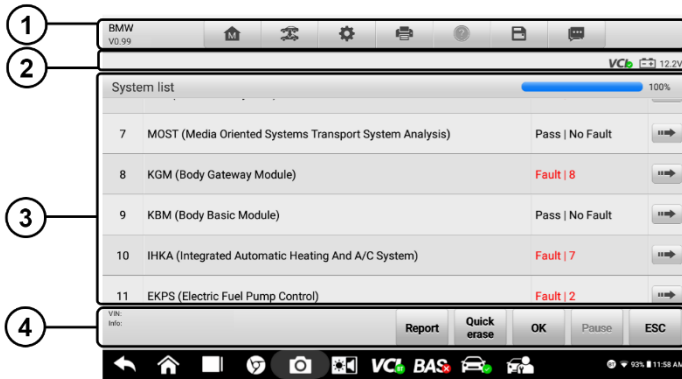 1
BMW
V0.99
2
VCI 12.2V
System list 100%
7 MOST (Media Oriented Systems Transport System Analysis) Pass | No Fault
8 KGM (Body Gateway Module) Fault | 8
3
9 KBM (Body Basic Module) Pass | No Fault
10 IHKA (Integrated Automatic Heating And A/C System) Fault | 7
11 EKPS (Electric Fuel Pump Control) Fault | 2
4
VIN:
Info:
Report Quick erase OK Pause ESC
VCI BAS 93% 11:58 AM